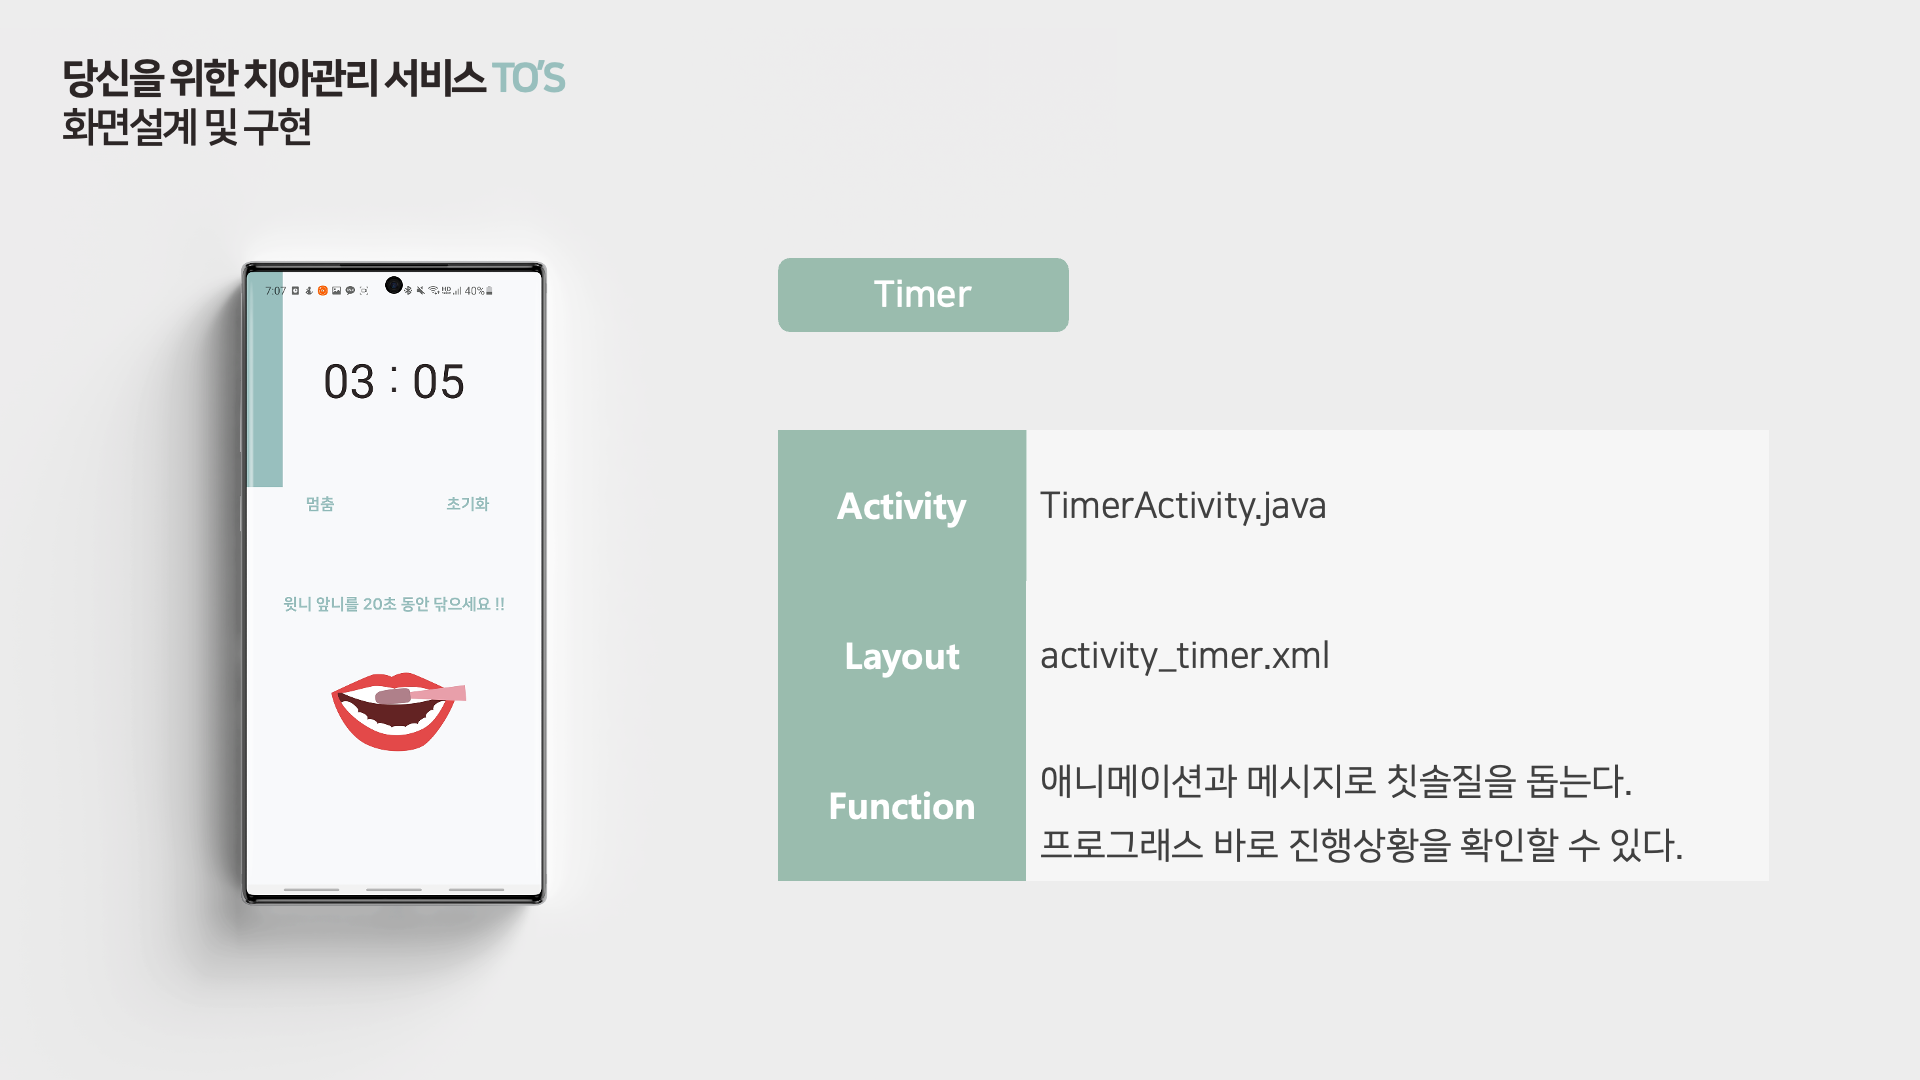 당신을 위한 치아관리 서비스 TO'S
화면설계 및 구현
7:07
40%
03 : 05
멈춤
초기화
윗니 앞니를 20초 동안 닦으세요 !!
Timer
Activity
TimerActivity.java
Layout
activity_timer.xml
Function
애니메이션과 메시지로 칫솔질을 돕는다.
프로그래스 바로 진행상황을 확인할 수 있다.